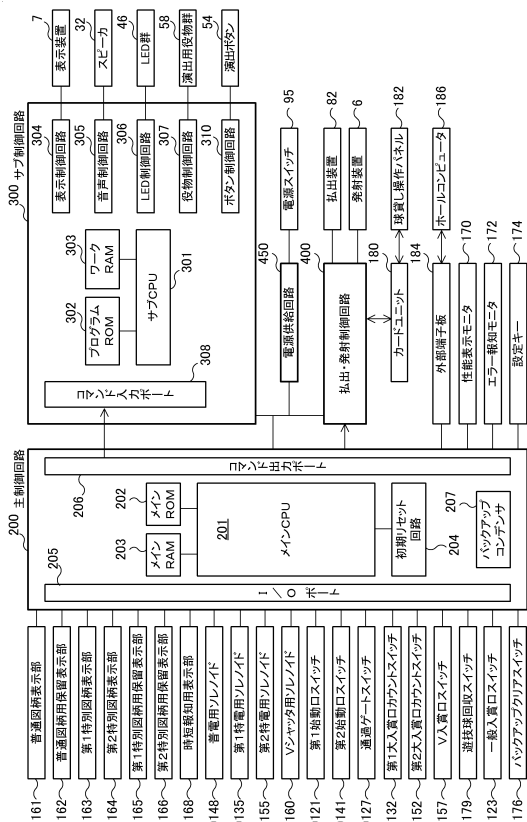 200 主制御回路
205
I/Oポート
203
メイン
RAM
202
メイン
ROM
206
コマンド出力ポート
201
メインCPU
初期リセット
回路
204
207
バックアップ
コンデンサ
161 普通図柄表示部
162 普通図柄用保留表示部
163 第1特別図柄表示部
164 第2特別図柄表示部
165 第1特別図柄用保留表示部
166 第2特別図柄用保留表示部
168 時短報知用表示部
148 普電用ソレノイド
135 第1特電用ソレノイド
155 第2特電用ソレノイド
160 Vシャッタ用ソレノイド
121 第1始動口スイッチ
141 第2始動口スイッチ
127 通過ゲートスイッチ
132 第1大入賞口カウントスイッチ
152 第2大入賞口カウントスイッチ
157 V入賞口スイッチ
179 遊技球回収スイッチ
123 一般入賞口スイッチ
176 バックアップクリアスイッチ
300 サブ制御回路
308
コマンド入力ポート
302
プログラム
ROM
303
ワーク
RAM
サブCPU
301
304
表示制御回路
305
音声制御回路
306
LED制御回路
307
役物制御回路
310
ボタン制御回路
7
表示装置
32
スピーカ
46
LED群
58
演出用役物群
54
演出ボタン
450
電源供給回路
電源スイッチ
95
400
払出・発射制御回路
払出装置
82
発射装置
6
180
カードユニット
球貸し操作パネル
182
184
外部端子板
ホールコンピュータ
186
性能表示モニタ
170
エラー報知モニタ
172
設定キー
174